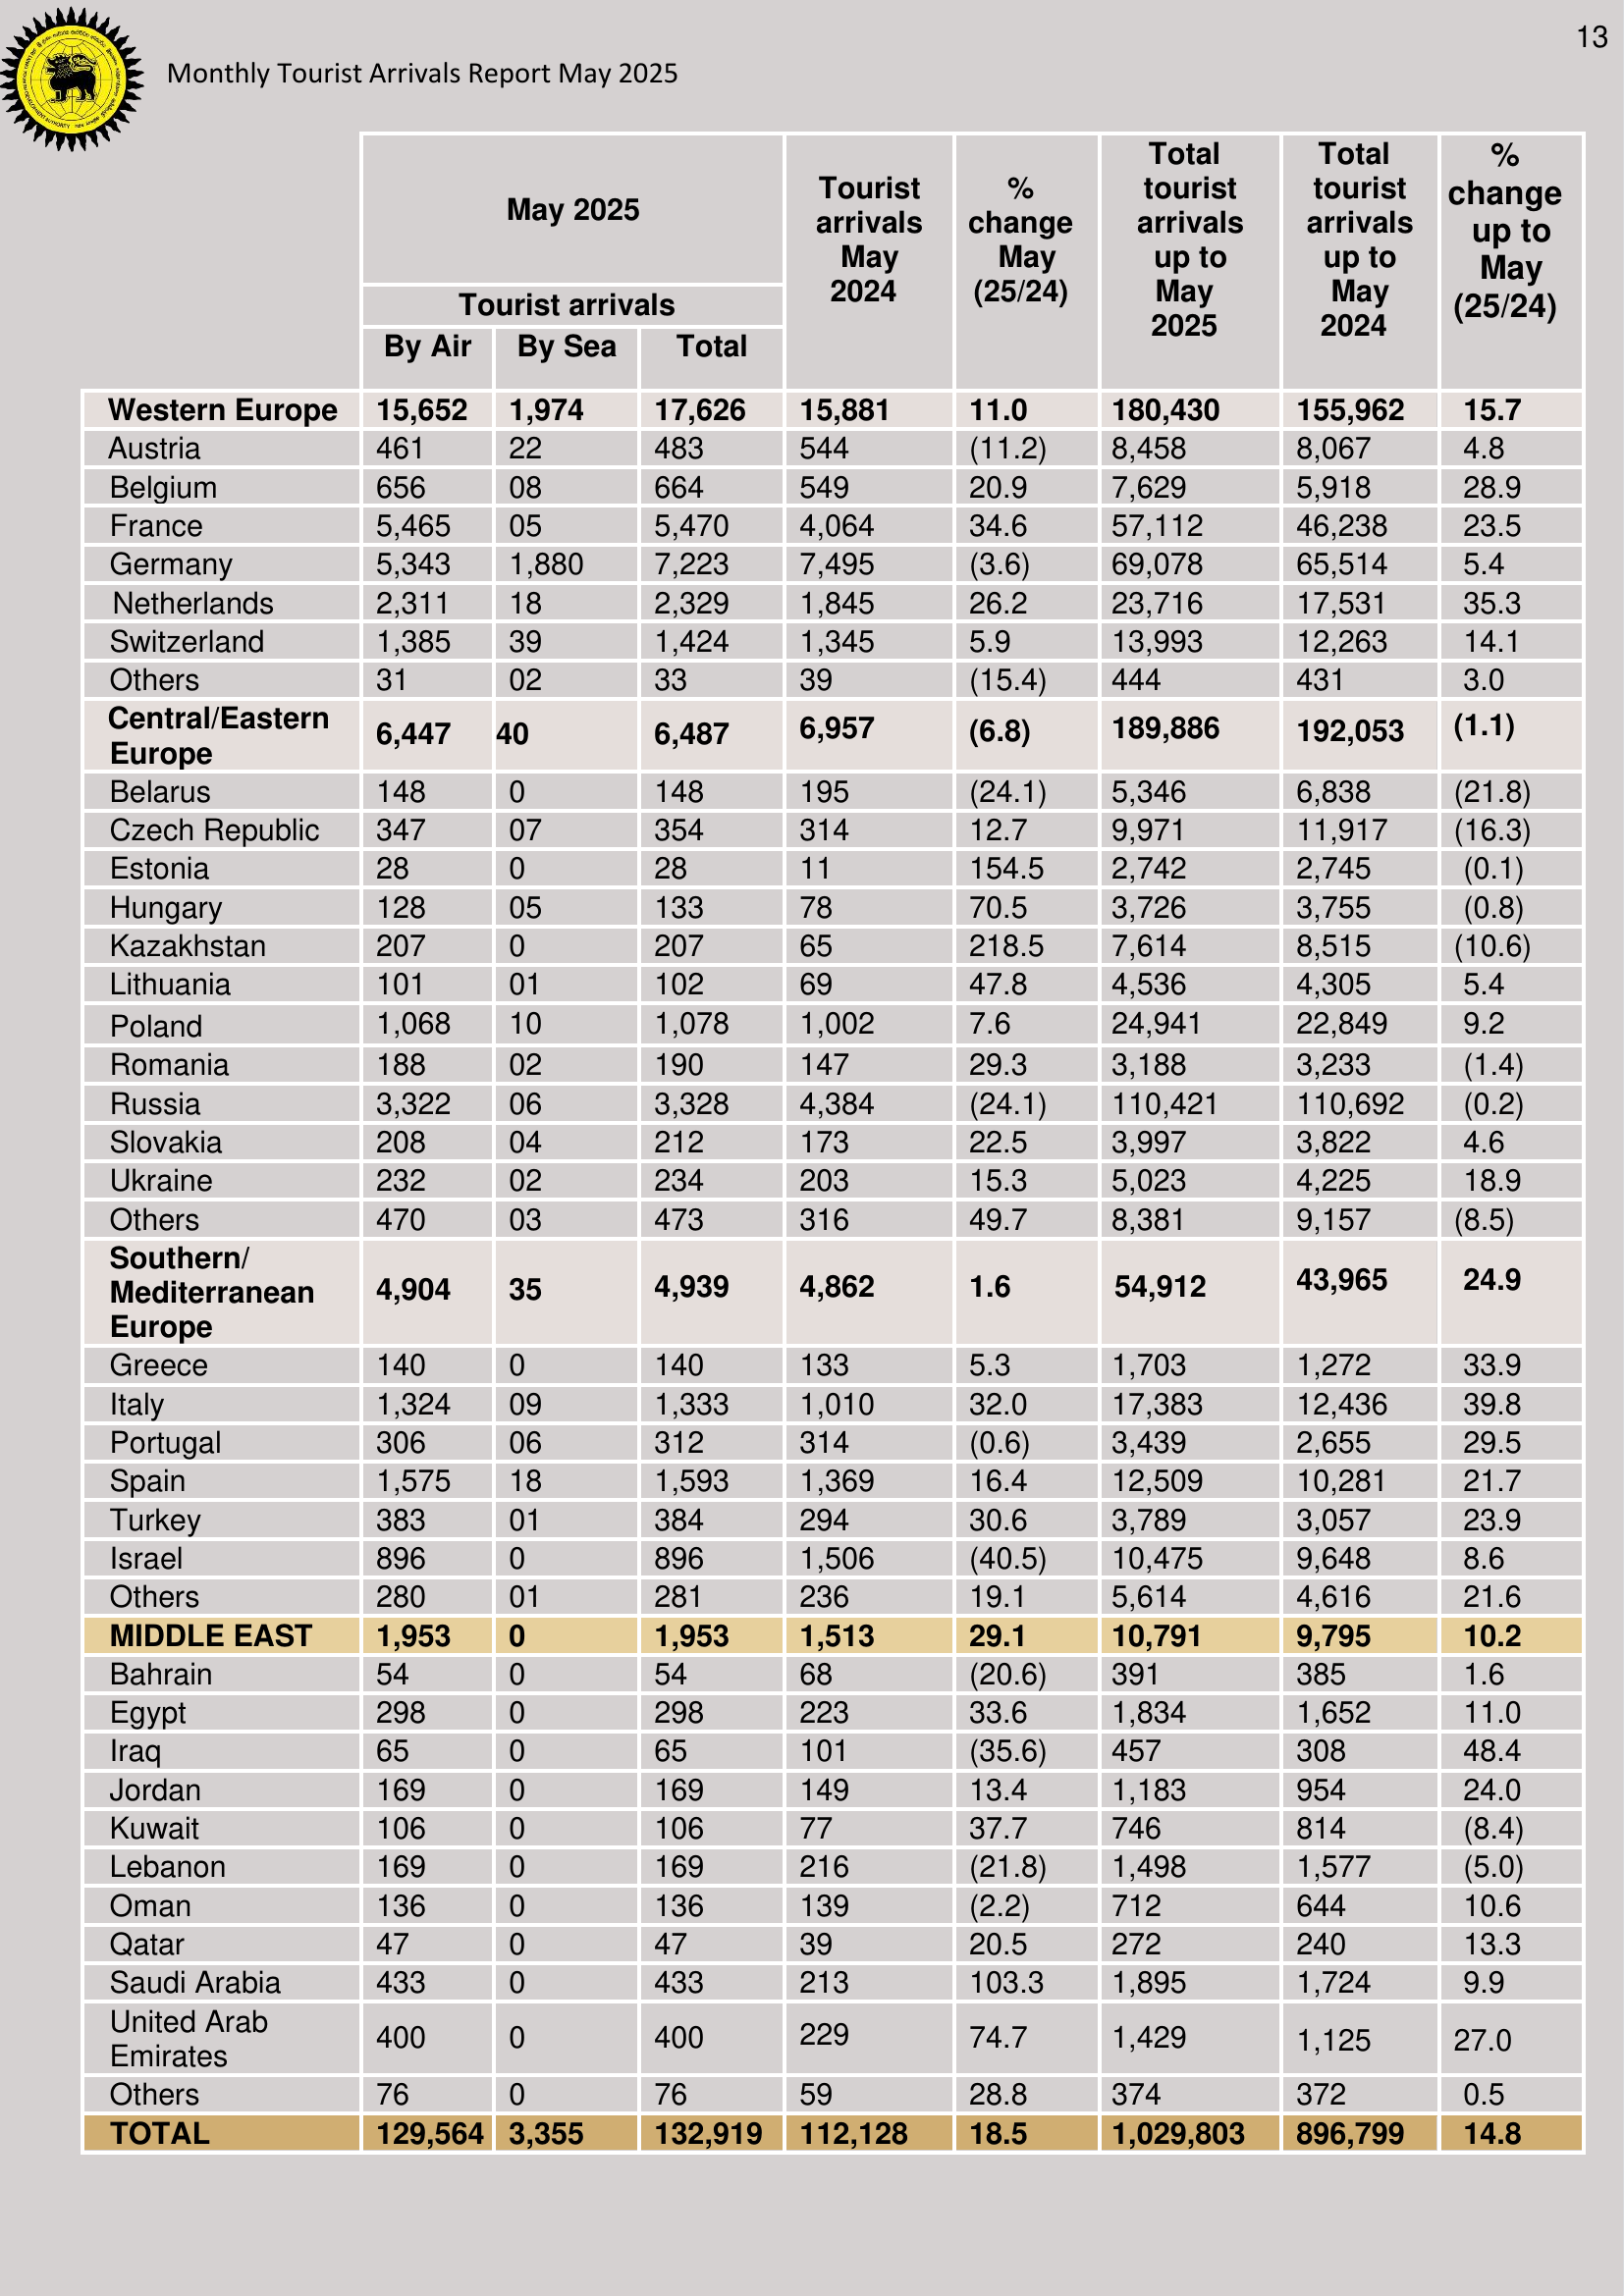 13
Monthly Tourist Arrivals Report May 2025
May 2025
Tourist arrivals May 2024
% change May (25/24)
Total tourist arrivals up to May 2025
Total tourist arrivals up to May 2024
% change up to May (25/24)
Tourist arrivals
By Air By Sea Total
Western Europe 15,652 1,974 17,626 15,881 11.0 180,430 155,962 15.7
Austria 461 22 483 544 (11.2) 8,458 8,067 4.8
Belgium 656 08 664 549 20.9 7,629 5,918 28.9
France 5,465 05 5,470 4,064 34.6 57,112 46,238 23.5
Germany 5,343 1,880 7,223 7,495 (3.6) 69,078 65,514 5.4
Netherlands 2,311 18 2,329 1,845 26.2 23,716 17,531 35.3
Switzerland 1,385 39 1,424 1,345 5.9 13,993 12,263 14.1
Others 31 02 33 39 (15.4) 444 431 3.0
Central/Eastern Europe 6,447 40 6,487 6,957 (6.8) 189,886 192,053 (1.1)
Belarus 148 0 148 195 (24.1) 5,346 6,838 (21.8)
Czech Republic 347 07 354 314 12.7 9,971 11,917 (16.3)
Estonia 28 0 28 11 154.5 2,742 2,745 (0.1)
Hungary 128 05 133 78 70.5 3,726 3,755 (0.8)
Kazakhstan 207 0 207 65 218.5 7,614 8,515 (10.6)
Lithuania 101 01 102 69 47.8 4,536 4,305 5.4
Poland 1,068 10 1,078 1,002 7.6 24,941 22,849 9.2
Romania 188 02 190 147 29.3 3,188 3,233 (1.4)
Russia 3,322 06 3,328 4,384 (24.1) 110,421 110,692 (0.2)
Slovakia 208 04 212 173 22.5 3,997 3,822 4.6
Ukraine 232 02 234 203 15.3 5,023 4,225 18.9
Others 470 03 473 316 49.7 8,381 9,157 (8.5)
Southern/ Mediterranean Europe 4,904 35 4,939 4,862 1.6 54,912 43,965 24.9
Greece 140 0 140 133 5.3 1,703 1,272 33.9
Italy 1,324 09 1,333 1,010 32.0 17,383 12,436 39.8
Portugal 306 06 312 314 (0.6) 3,439 2,655 29.5
Spain 1,575 18 1,593 1,369 16.4 12,509 10,281 21.7
Turkey 383 01 384 294 30.6 3,789 3,057 23.9
Israel 896 0 896 1,506 (40.5) 10,475 9,648 8.6
Others 280 01 281 236 19.1 5,614 4,616 21.6
MIDDLE EAST 1,953 0 1,953 1,513 29.1 10,791 9,795 10.2
Bahrain 54 0 54 68 (20.6) 391 385 1.6
Egypt 298 0 298 223 33.6 1,834 1,652 11.0
Iraq 65 0 65 101 (35.6) 457 308 48.4
Jordan 169 0 169 149 13.4 1,183 954 24.0
Kuwait 106 0 106 77 37.7 746 814 (8.4)
Lebanon 169 0 169 216 (21.8) 1,498 1,577 (5.0)
Oman 136 0 136 139 (2.2) 712 644 10.6
Qatar 47 0 47 39 20.5 272 240 13.3
Saudi Arabia 433 0 433 213 103.3 1,895 1,724 9.9
United Arab Emirates 400 0 400 229 74.7 1,429 1,125 27.0
Others 76 0 76 59 28.8 374 372 0.5
TOTAL 129,564 3,355 132,919 112,128 18.5 1,029,803 896,799 14.8